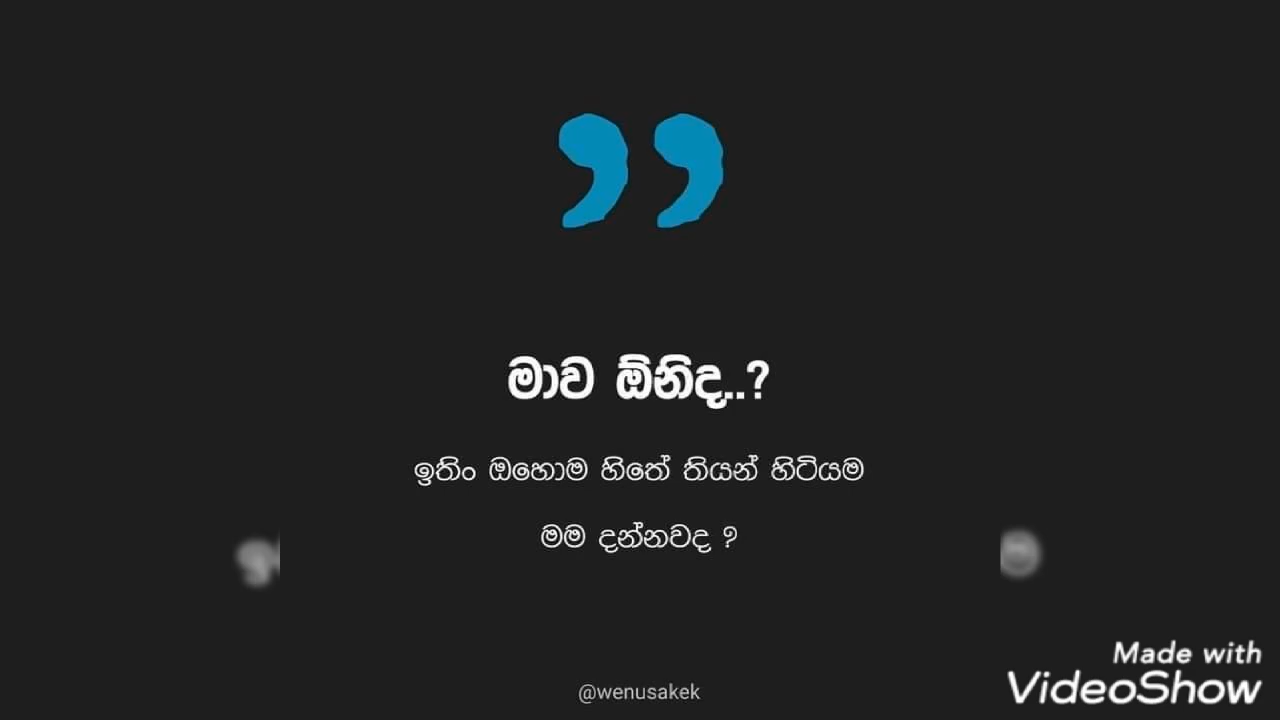 මාව ඕනිද..?
ඉතිං ඔහොම හිතේ තියන් හිටියම
මම දන්නවද ?
@wenusakek
Made with
VideoShow